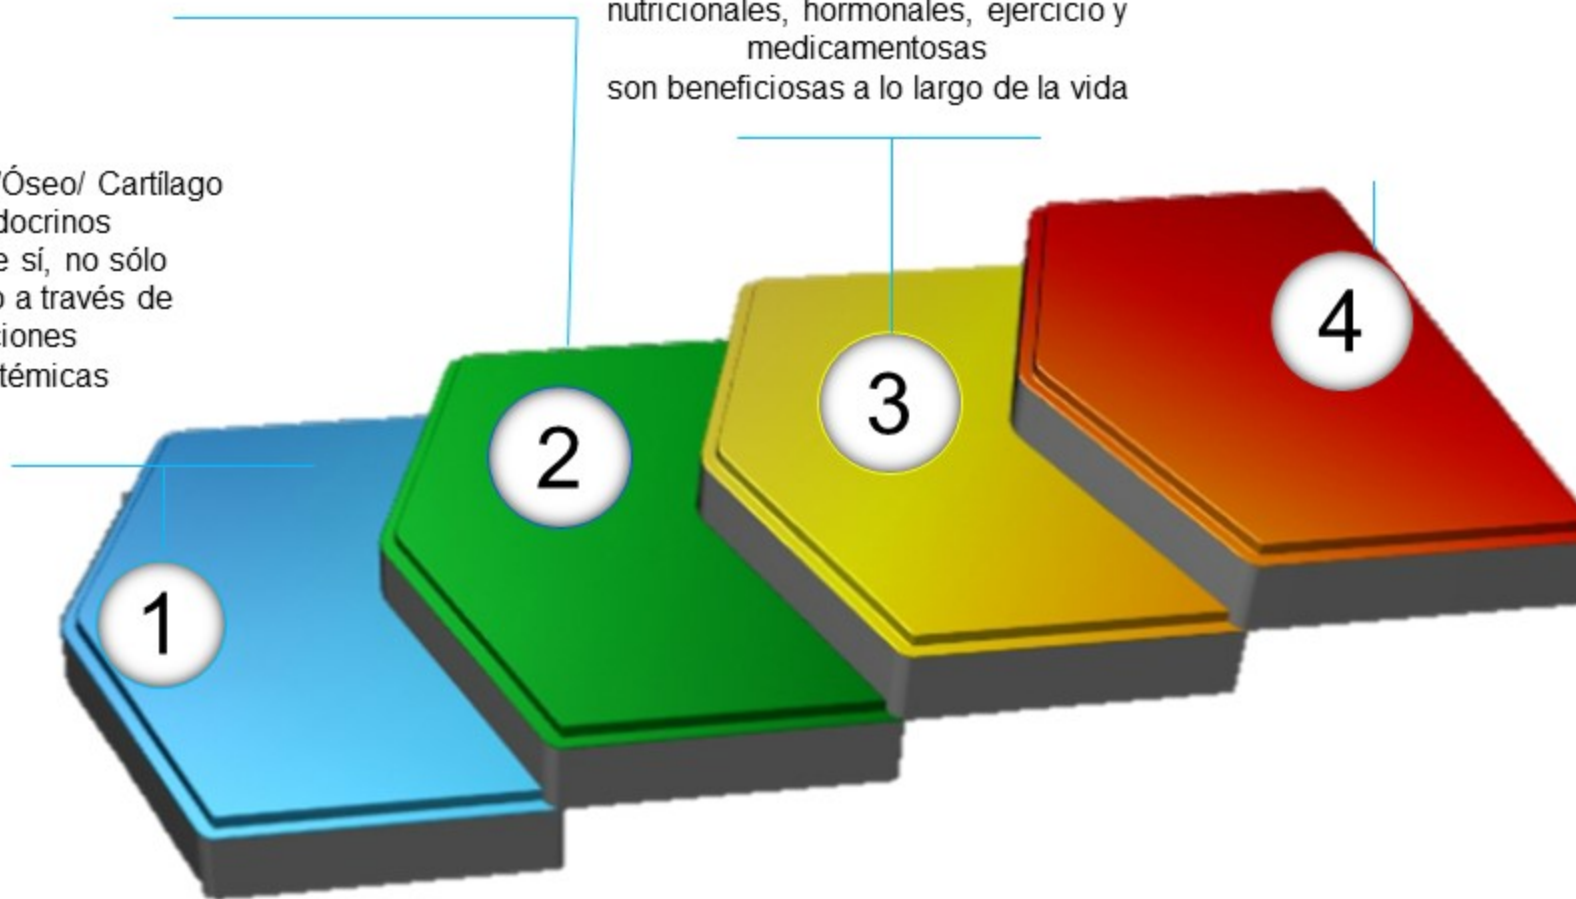 nutricionales, hormonales, ejercicio y
medicamentosas
son beneficiosas a lo largo de la vida
/Óseo/ Cartílago
docrinos
e sí, no sólo
o a través de
ciones
témicas
1
2
3
4